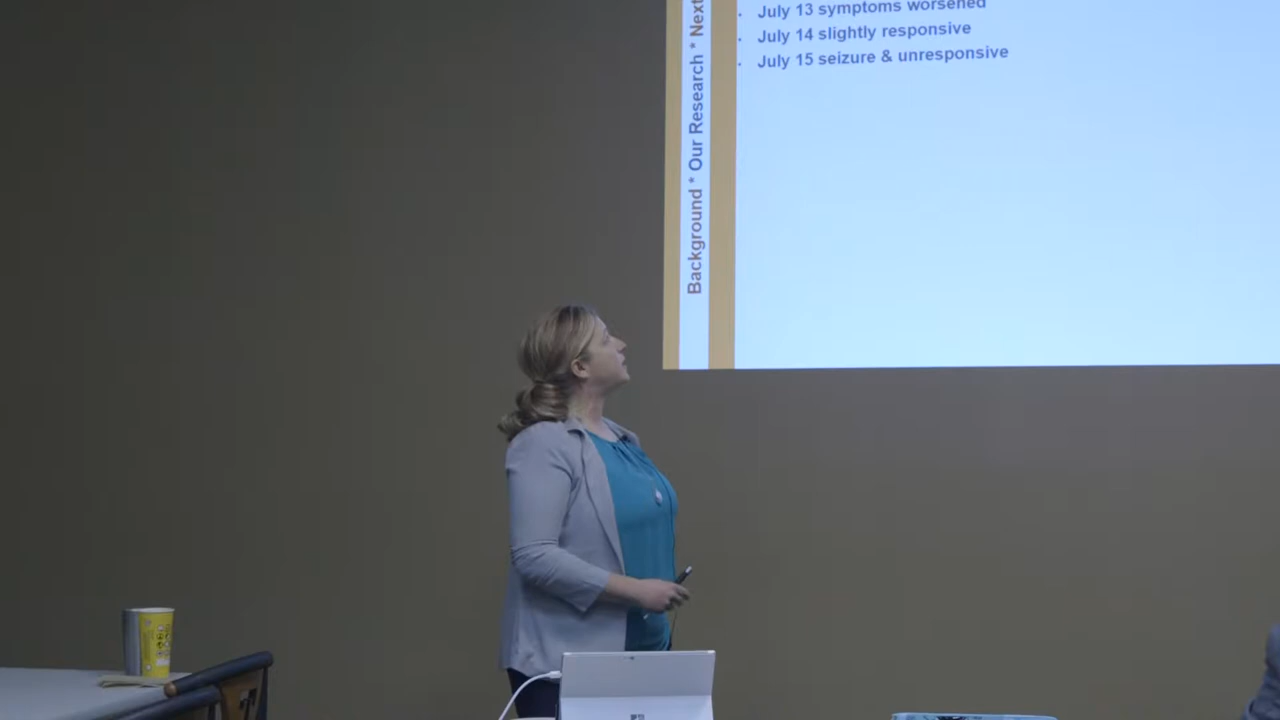 July 13 symptoms worsened
July 14 slightly responsive
July 15 seizure & unresponsive
Background * Our Research * Next